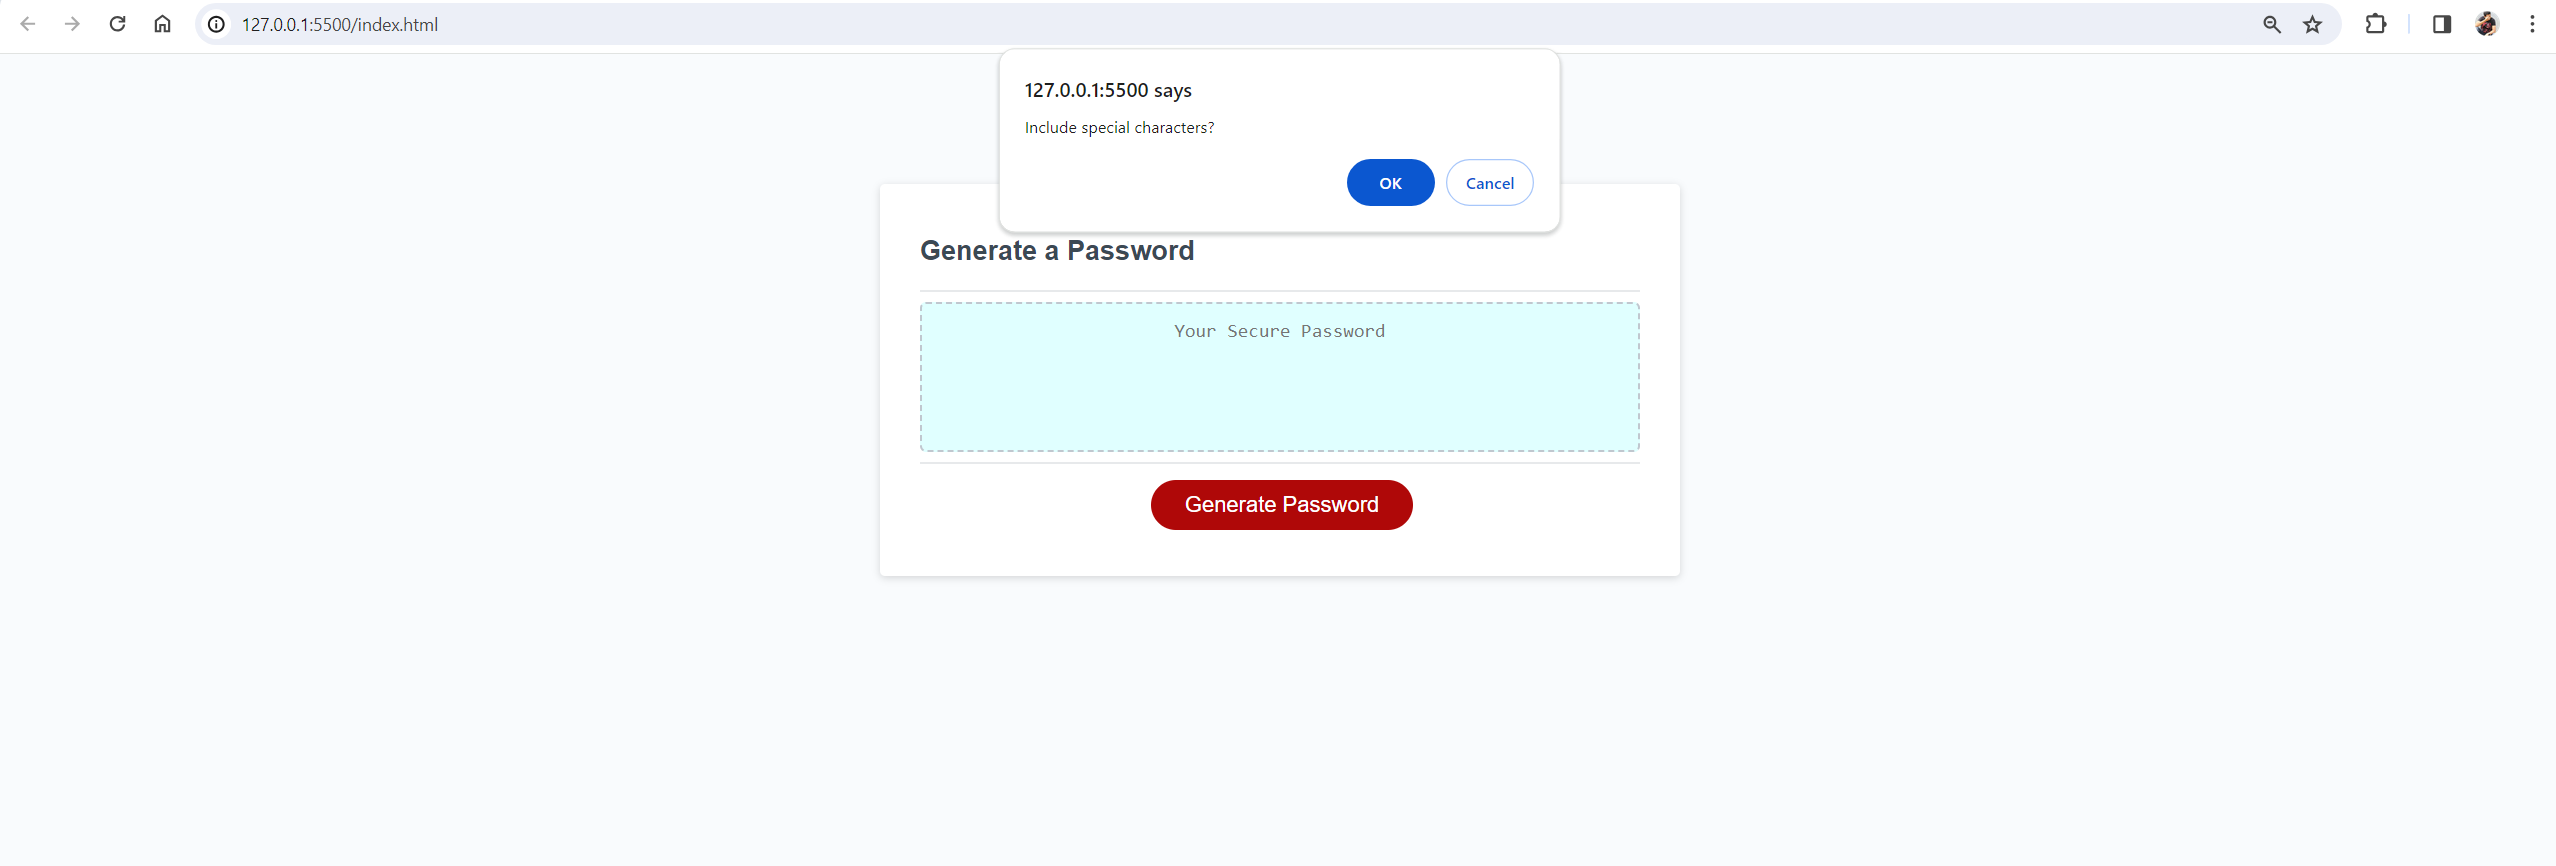 127.0.0.1:5500/index.html
127.0.0.1:5500 says
Include special characters?
OK
Cancel
Generate a Password
Your Secure Password
Generate Password